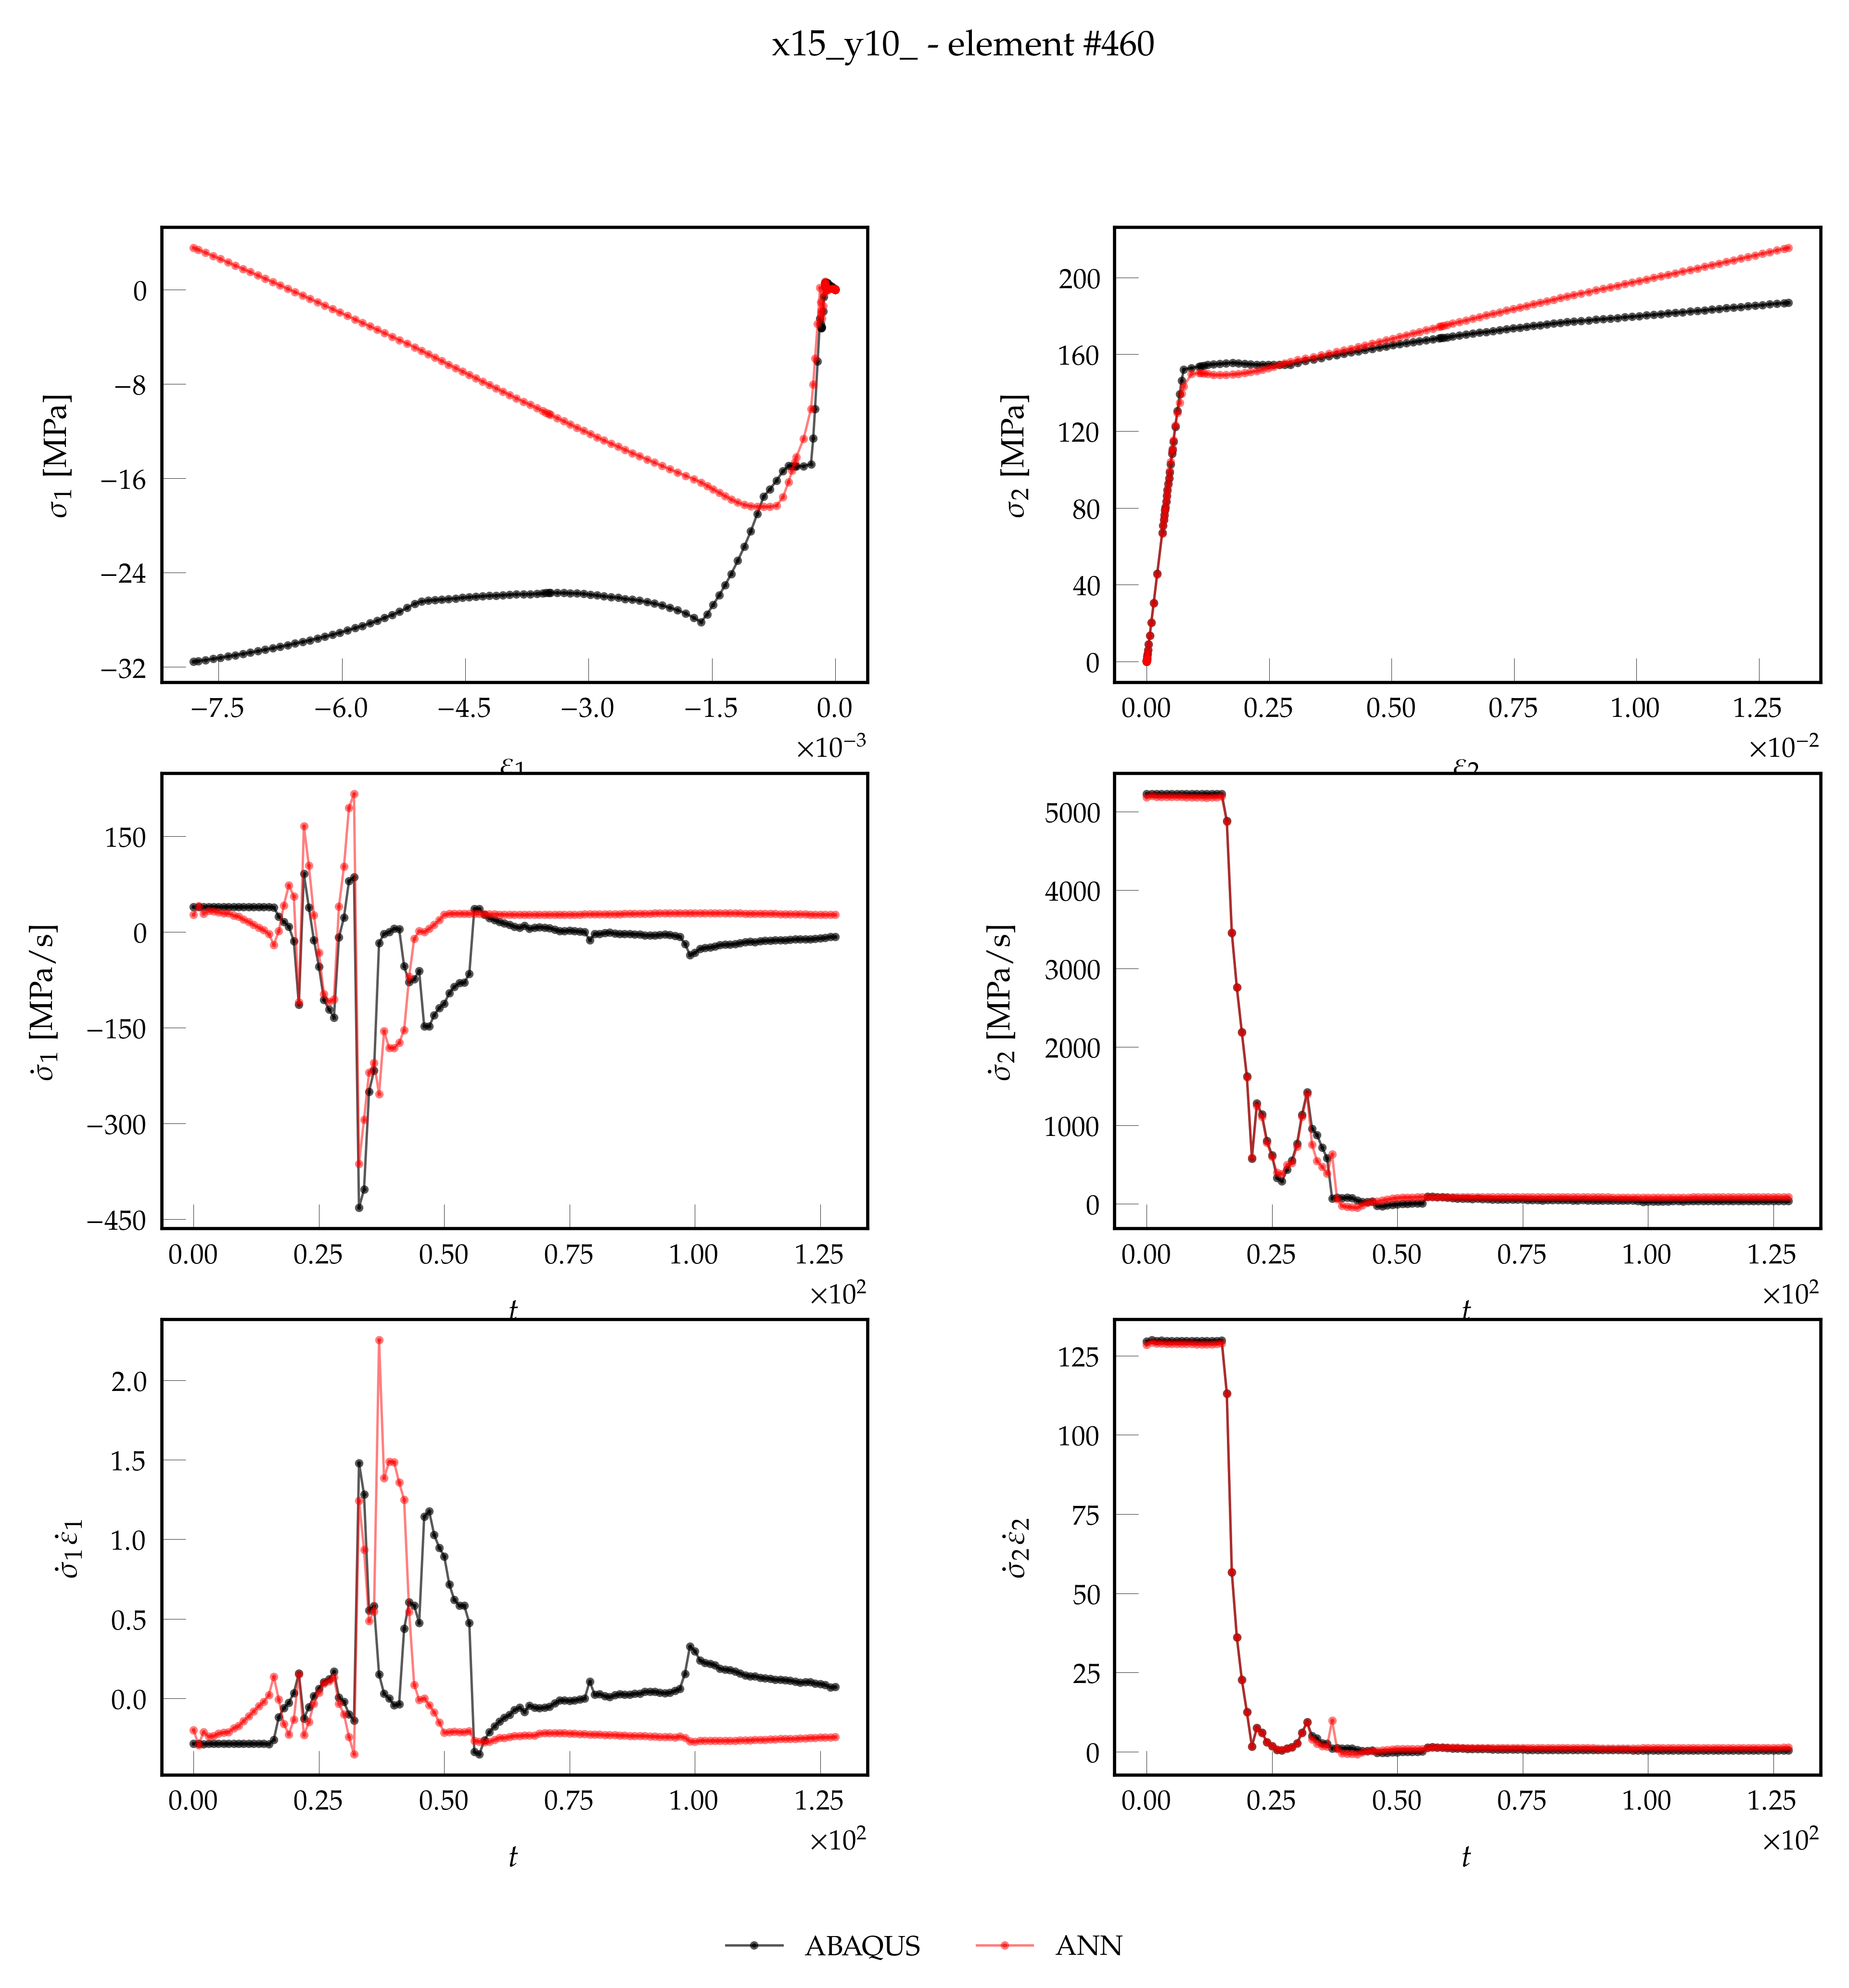 x15_y10_ - element #460
σ1 [MPa]
0
−8
−16
−24
−32
−7.5 −6.0 −4.5 −3.0 −1.5 0.0
×10−3
ε1
σ2 [MPa]
200
160
120
80
40
0
0.00 0.25 0.50 0.75 1.00 1.25
×10−2
ε2
σ̇1 [MPa/s]
150
0
−150
−300
−450
0.00 0.25 0.50 0.75 1.00 1.25
×10²
t
σ̇2 [MPa/s]
5000
4000
3000
2000
1000
0
0.00 0.25 0.50 0.75 1.00 1.25
×10²
t
σ̇1ε̇1
2.0
1.5
1.0
0.5
0.0
0.00 0.25 0.50 0.75 1.00 1.25
×10²
t
σ̇2ε̇2
125
100
75
50
25
0
0.00 0.25 0.50 0.75 1.00 1.25
×10²
t
ABAQUS ANN